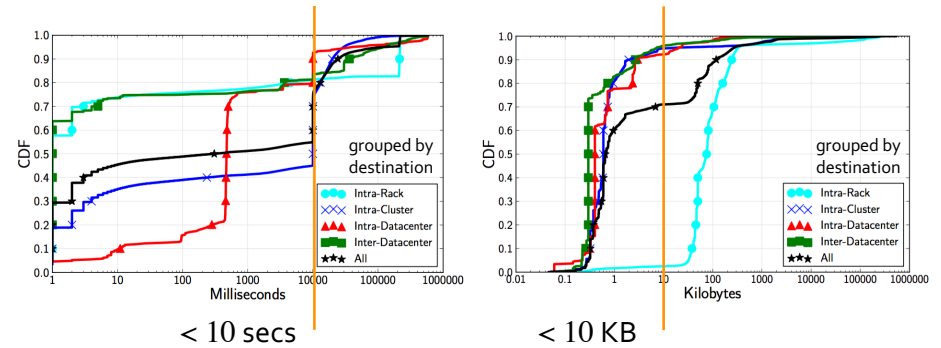 CDF
1.0
0.9
0.8
0.7
0.6
0.5
0.4
0.3
0.2
0.1
0.0
1 10 100 1000 10000 100000 1000000
Milliseconds
grouped by
destination
Intra-Rack
Intra-Cluster
Intra-Datacenter
Inter-Datacenter
All
< 10 secs
CDF
1.0
0.9
0.8
0.7
0.6
0.5
0.4
0.3
0.2
0.1
0.0
0.01 0.1 1 10 100 1000 10000 100000 1000000
Kilobytes
grouped by
destination
Intra-Rack
Intra-Cluster
Intra-Datacenter
Inter-Datacenter
All
< 10 KB